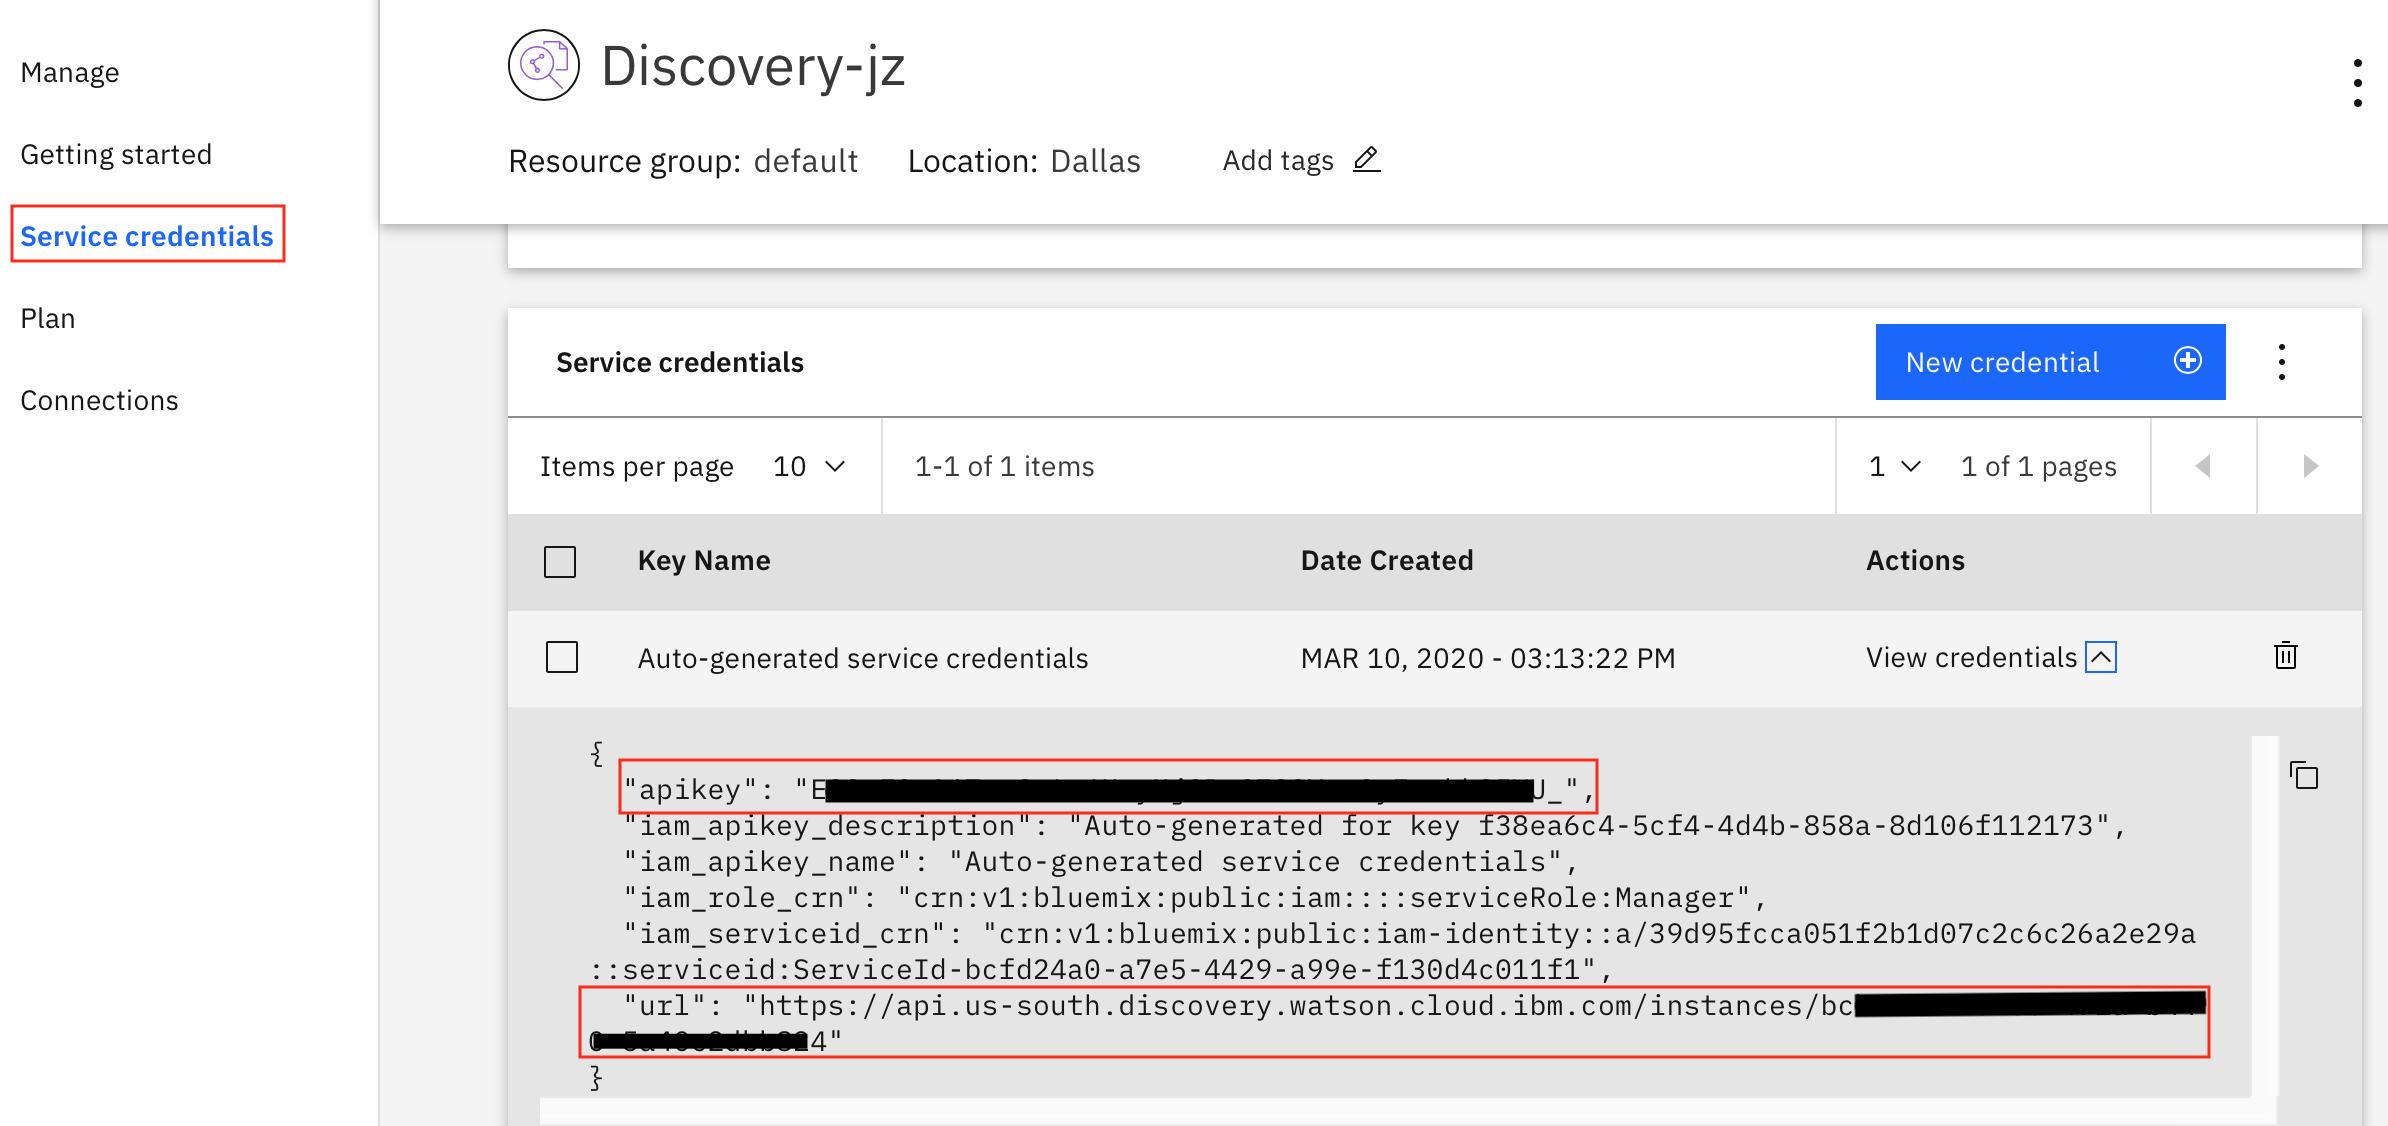 Manage
Getting started
Service credentials
Plan
Connections
Discovery-jz
Resource group: default Location: Dallas Add tags
Service credentials
New credential
Items per page 10 1-1 of 1 items 1 1 of 1 pages
Key Name Date Created Actions
Auto-generated service credentials MAR 10, 2020 - 03:13:22 PM View credentials
{
"apikey": "E U_",
"iam_apikey_description": "Auto-generated for key f38ea6c4-5cf4-4d4b-858a-8d106f112173",
"iam_apikey_name": "Auto-generated service credentials",
"iam_role_crn": "crn:v1:bluemix:public:iam::::serviceRole:Manager",
"iam_serviceid_crn": "crn:v1:bluemix:public:iam-identity::a/39d95fcca051f2b1d07c2c6c26a2e29a
::serviceid:ServiceId-bcfd24a0-a7e5-4429-a99e-f130d4c011f1",
"url": "https://api.us-south.discovery.watson.cloud.ibm.com/instances/bc
4"
}